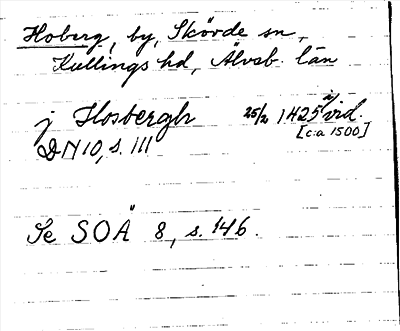 Hoberg, by, Skövde sn,
Kullings hd, Älvsb. län
j Hosbergh 25/2 1425 vid.
[c:a 1500]
DN 10, s. 111
Se SOÄ 8, s. 146.